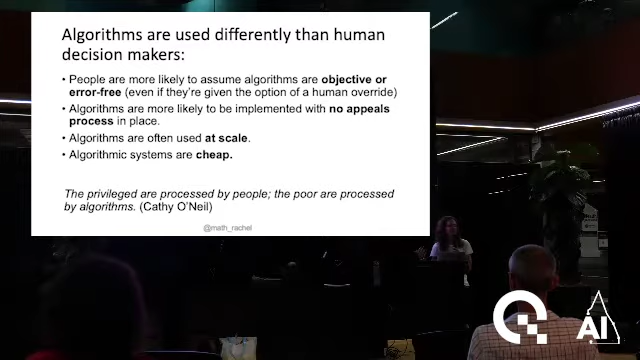 Algorithms are used differently than human
decision makers:
• People are more likely to assume algorithms are objective or
error-free (even if they're given the option of a human override)
• Algorithms are more likely to be implemented with no appeals
process in place.
• Algorithms are often used at scale.
• Algorithmic systems are cheap.
The privileged are processed by people; the poor are processed
by algorithms. (Cathy O'Neil)
@math_rachel
AI